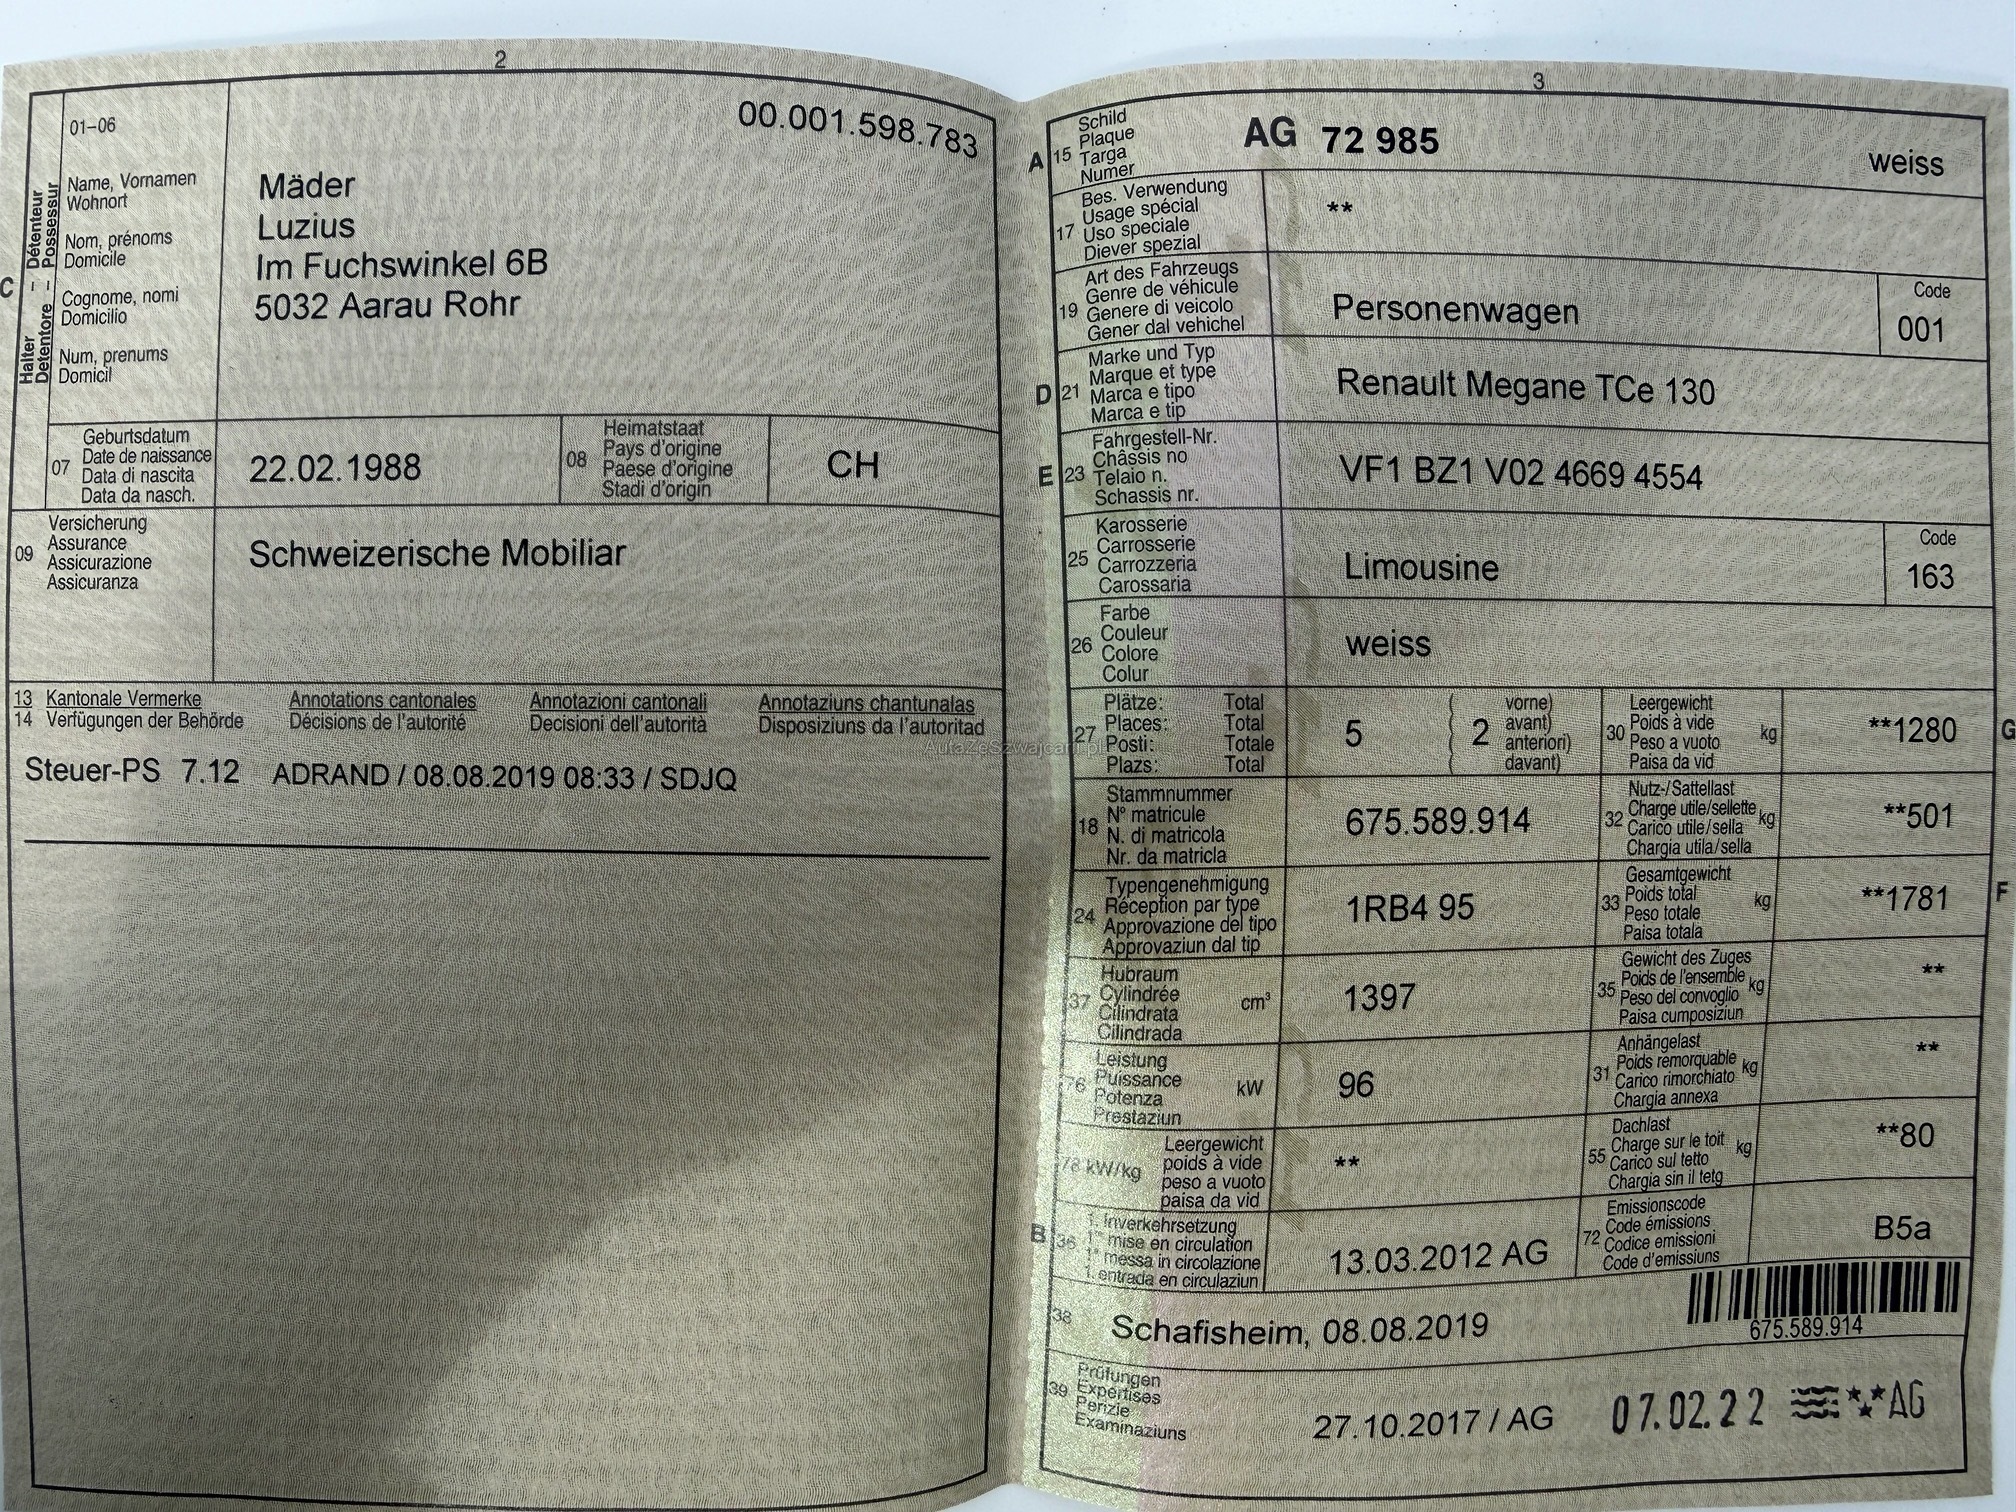 2
01–06
00.001.598.783
Halter – Détenteur
Detentore – Possessur
C
Name, Vornamen
Wohnort
Nom, prénoms
Domicile
Cognome, nomi
Domicilio
Num, prenums
Domicil
Mäder
Luzius
Im Fuchswinkel 6B
5032 Aarau Rohr
07
Geburtsdatum
Date de naissance
Data di nascita
Data da nasch.
22.02.1988
08
Heimatstaat
Pays d'origine
Paese d'origine
Stadi d'origin
CH
09
Versicherung
Assurance
Assicurazione
Assicuranza
Schweizerische Mobiliar
13 Kantonale Vermerke Annotations cantonales Annotazioni cantonali Annotaziuns chantunalas
14 Verfügungen der Behörde Décisions de l'autorité Decisioni dell'autorità Disposiziuns da l'autoritad
AutaZeSzwajcarii.pl
Steuer-PS 7.12 ADRAND / 08.08.2019 08:33 / SDJQ
3
A 15
Schild
Plaque
Targa
Numer
AG 72 985
weiss
17
Bes. Verwendung
Usage spécial
Uso speciale
Diever spezial
**
19
Art des Fahrzeugs
Genre de véhicule
Genere di veicolo
Gener dal vehichel
Personenwagen
Code
001
D 21
Marke und Typ
Marque et type
Marca e tipo
Marca e tip
Renault Megane TCe 130
E 23
Fahrgestell-Nr.
Châssis no
Telaio n.
Schassis nr.
VF1 BZ1 V02 4669 4554
25
Karosserie
Carrosserie
Carrozzeria
Carossaria
Limousine
Code
163
26
Farbe
Couleur
Colore
Colur
weiss
27
Plätze: Total
Places: Total
Posti: Totale
Plazs: Total
5
2
vorne)
avant)
anteriori)
davant)
30
Leergewicht
Poids à vide
Peso a vuoto
Paisa da vid
kg
**1280
G
18
Stammnummer
N° matricule
N. di matricola
Nr. da matricla
675.589.914
32
Nutz-/Sattellast
Charge utile/sellette
Carico utile/sella
Chargia utila/sella
kg
**501
24
Typengenehmigung
Réception par type
Approvazione del tipo
Approvaziun dal tip
1RB4 95
33
Gesamtgewicht
Poids total
Peso totale
Paisa totala
kg
**1781
F
37
Hubraum
Cylindrée
Cilindrata
Cilindrada
cm³
1397
35
Gewicht des Zuges
Poids de l'ensemble
Peso del convoglio
Paisa cumposiziun
kg
**
76
Leistung
Puissance
Potenza
Prestaziun
kW
96
31
Anhängelast
Poids remorquable
Carico rimorchiato
Chargia annexa
kg
**
78 kW/kg
Leergewicht
poids à vide
peso a vuoto
paisa da vid
**
55
Dachlast
Charge sur le toit
Carico sul tetto
Chargia sin il tetg
kg
**80
B 36
1. Inverkehrsetzung
1re mise en circulation
1a messa in circolazione
1. entrada en circulaziun
13.03.2012 AG
72
Emissionscode
Code émissions
Codice emissioni
Code d'emissiuns
B5a
38
Schafisheim, 08.08.2019
675.589.914
39
Prüfungen
Expertises
Perizie
Examinaziuns
27.10.2017 / AG
07.02.22 AG